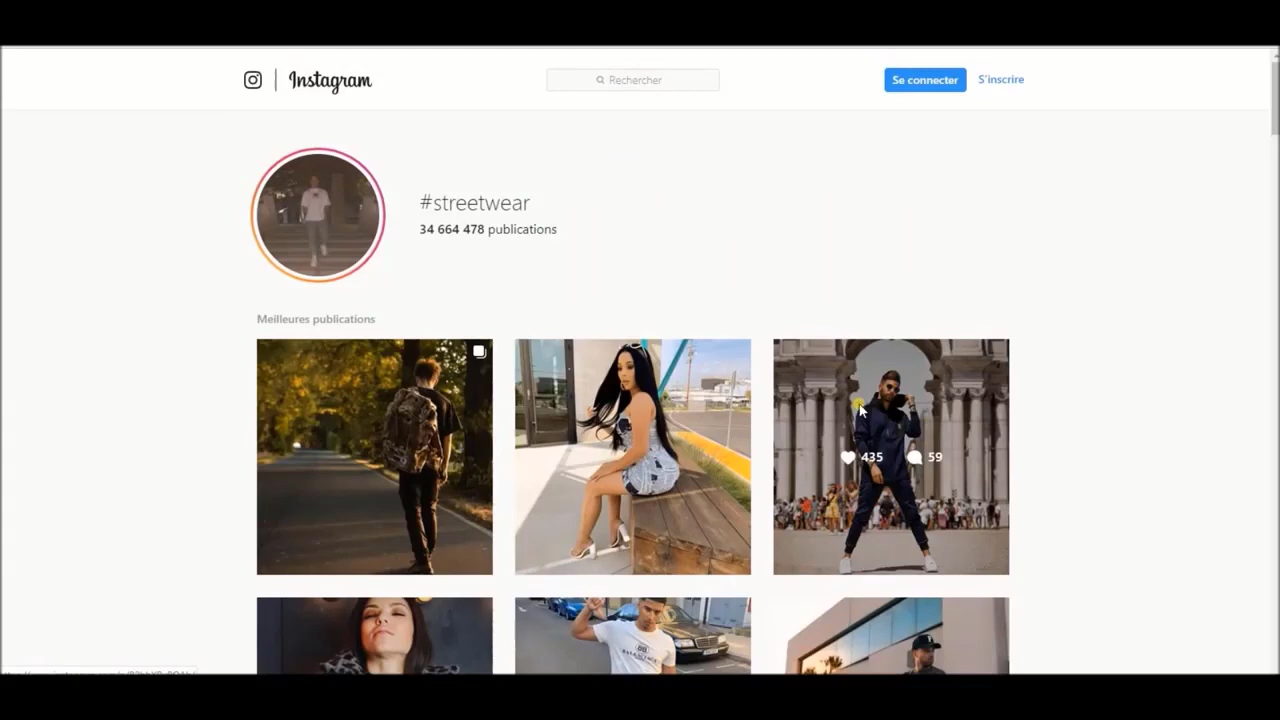 Instagram
Rechercher
Se connecter
S'inscrire
#streetwear
34 664 478 publications
Meilleures publications
435 59